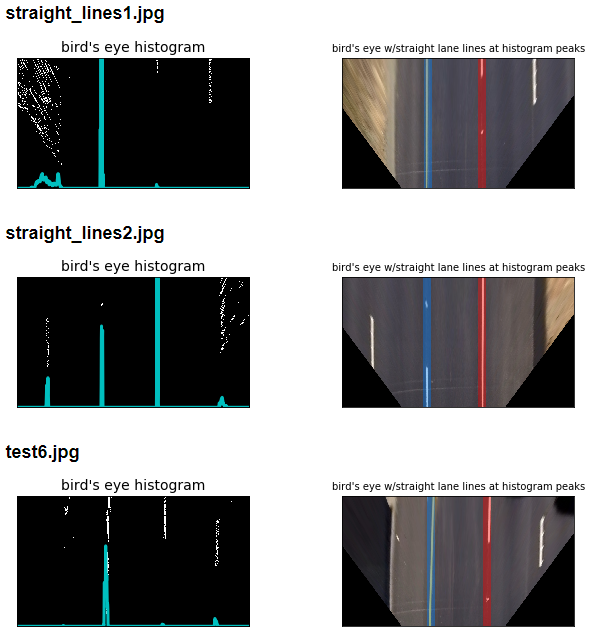 straight_lines1.jpg
bird's eye histogram
bird's eye w/straight lane lines at histogram peaks
straight_lines2.jpg
bird's eye histogram
bird's eye w/straight lane lines at histogram peaks
test6.jpg
bird's eye histogram
bird's eye w/straight lane lines at histogram peaks